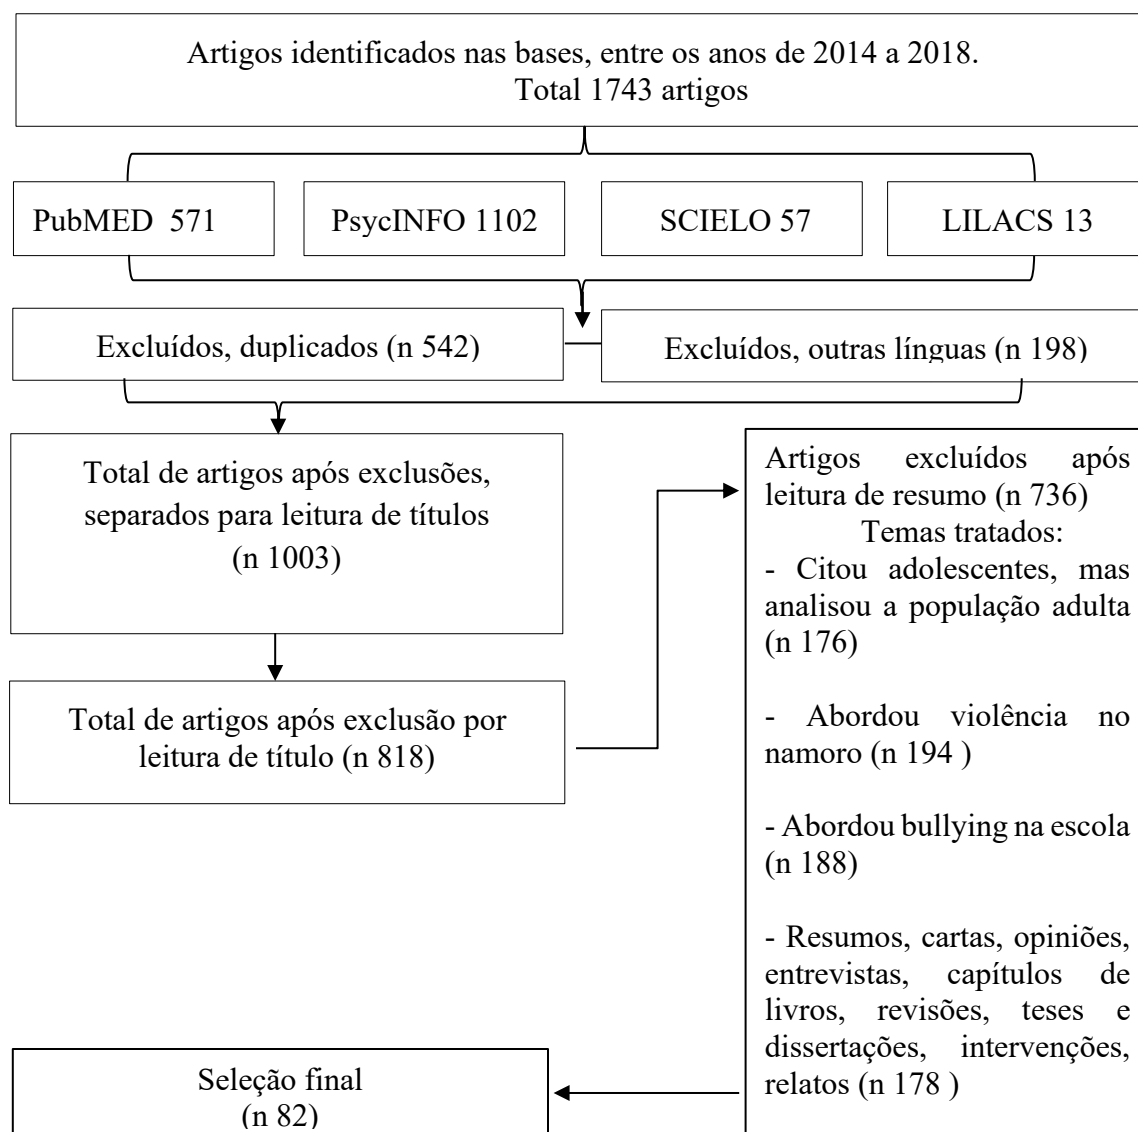 Artigos identificados nas bases, entre os anos de 2014 a 2018.
Total 1743 artigos
PubMED 571
PsycINFO 1102
SCIELO 57
LILACS 13
Excluídos, duplicados (n 542)
Excluídos, outras línguas (n 198)
Total de artigos após exclusões,
separados para leitura de títulos
(n 1003)
Total de artigos após exclusão por
leitura de título (n 818)
Artigos excluídos após
leitura de resumo (n 736)
Temas tratados:
- Citou adolescentes, mas
analisou a população adulta
(n 176)
- Abordou violência no
namoro (n 194 )
- Abordou bullying na escola
(n 188)
- Resumos, cartas, opiniões,
entrevistas, capítulos de
livros, revisões, teses e
dissertações, intervenções,
relatos (n 178 )
Seleção final
(n 82)